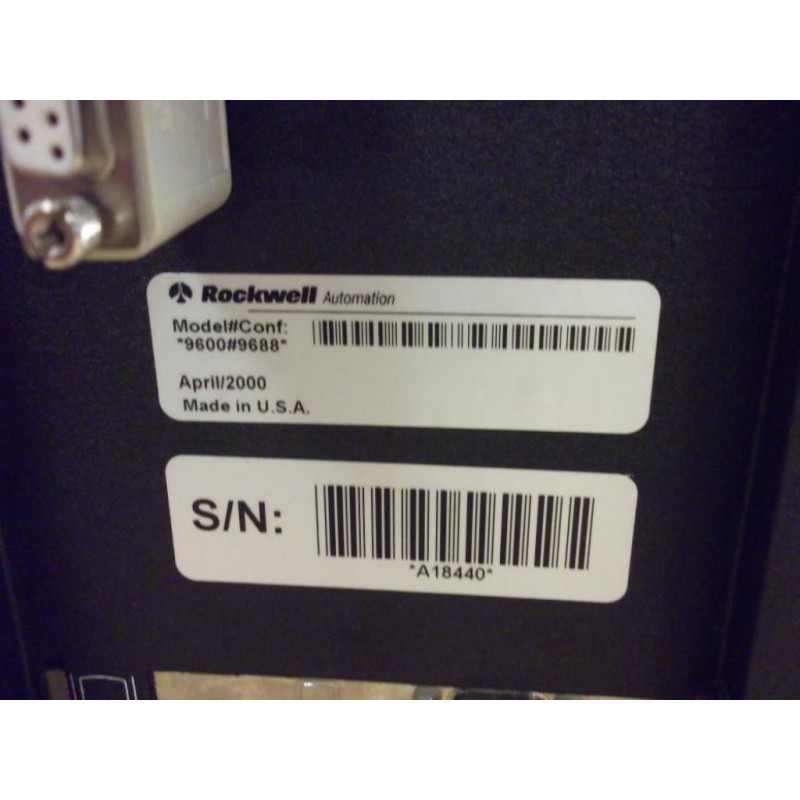 Rockwell Automation
Model#Conf:
*9600#9688*
April/2000
Made in U.S.A.
S/N:
*A18440*